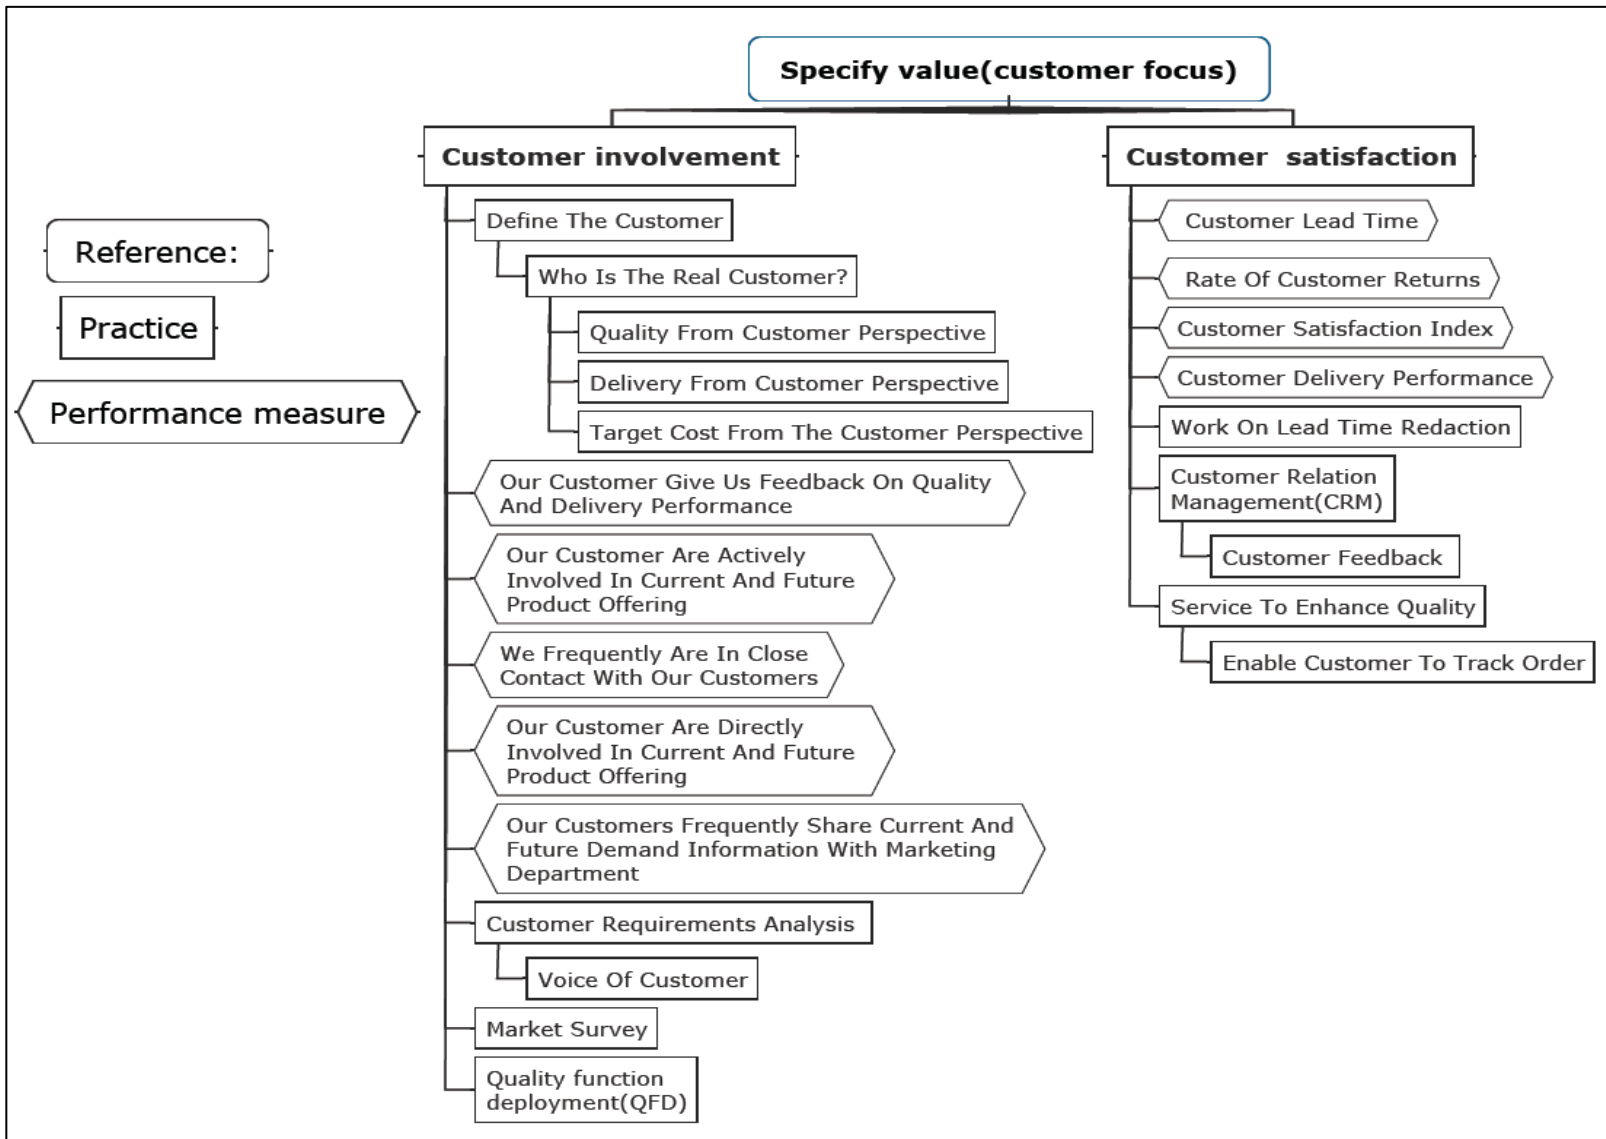 Specify value(customer focus)
Customer involvement
Define The Customer
Who Is The Real Customer?
Quality From Customer Perspective
Delivery From Customer Perspective
Target Cost From The Customer Perspective
Our Customer Give Us Feedback On Quality
And Delivery Performance
Our Customer Are Actively
Involved In Current And Future
Product Offering
We Frequently Are In Close
Contact With Our Customers
Our Customer Are Directly
Involved In Current And Future
Product Offering
Our Customers Frequently Share Current And
Future Demand Information With Marketing
Department
Customer Requirements Analysis
Voice Of Customer
Market Survey
Quality function
deployment(QFD)
Customer satisfaction
Customer Lead Time
Rate Of Customer Returns
Customer Satisfaction Index
Customer Delivery Performance
Work On Lead Time Redaction
Customer Relation
Management(CRM)
Customer Feedback
Service To Enhance Quality
Enable Customer To Track Order
Reference:
Practice
Performance measure